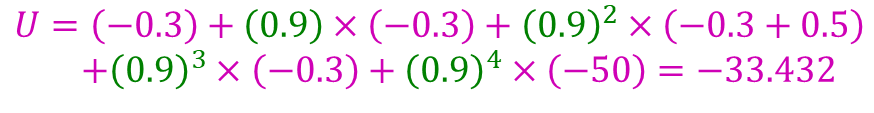 U = (−0.3) + (0.9) × (−0.3) + (0.9)² × (−0.3 + 0.5)
+(0.9)³ × (−0.3) + (0.9)⁴ × (−50) = −33.432